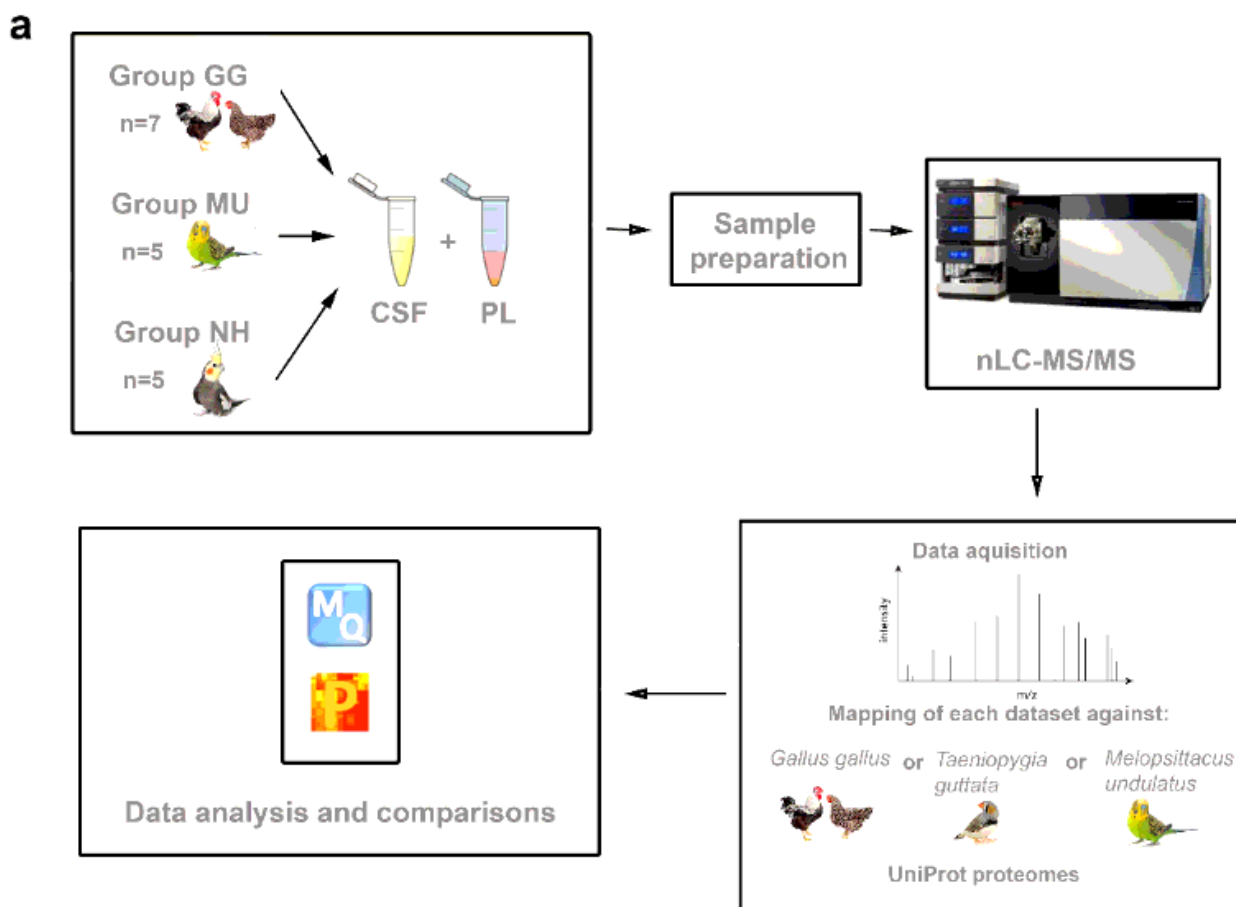 a
Group GG
n=7
Group MU
n=5
Group NH
n=5
CSF
+
PL
Sample
preparation
nLC-MS/MS
Data aquisition
intensity
m/z
Mapping of each dataset against:
Gallus gallus or Taeniopygia or Melopsittacus
guttata undulatus
UniProt proteomes
M
Q
P
Data analysis and comparisons